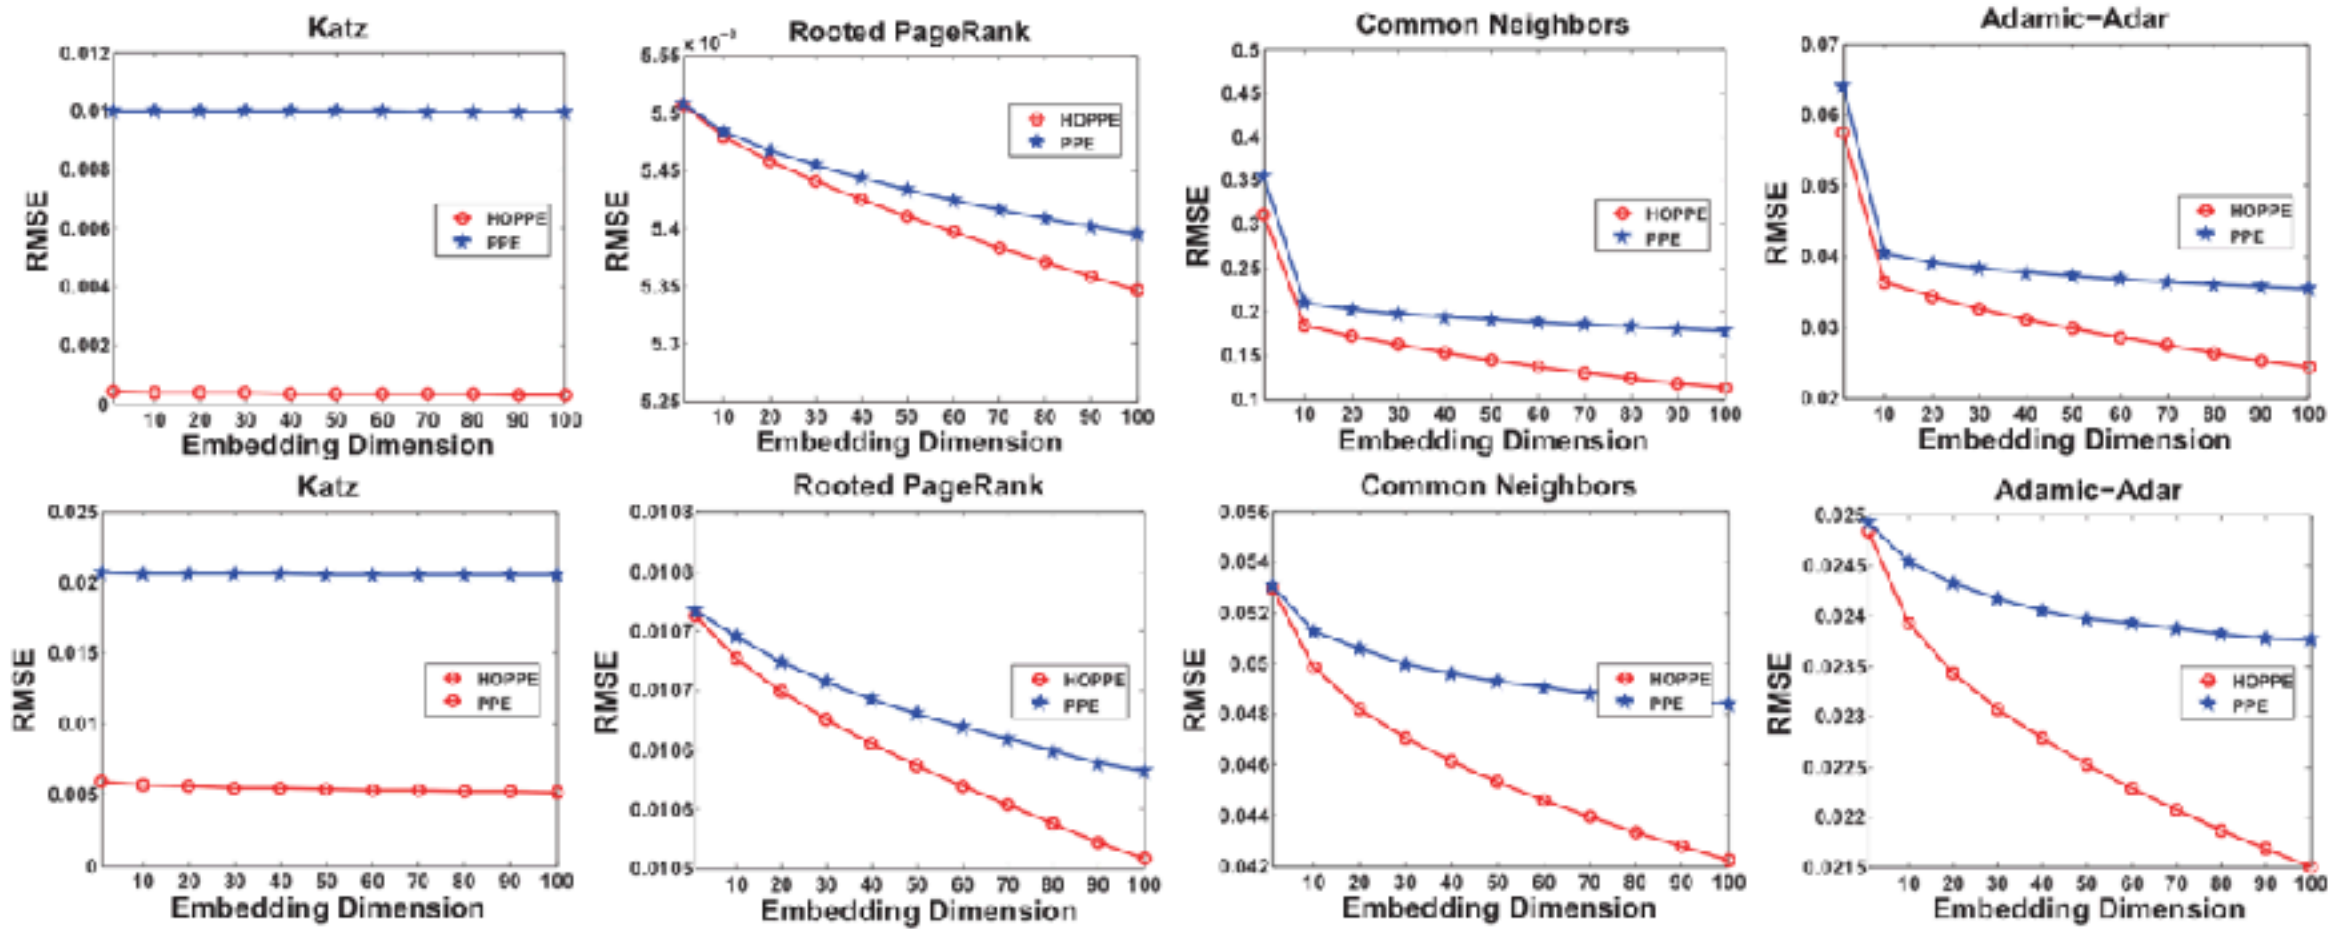 Katz
0.012
0.01
0.008
0.006
0.004
0.002
0
RMSE
HOPPE
PPE
10 20 30 40 50 60 70 80 90 100
Embedding Dimension
Rooted PageRank
5.55
5.5
5.45
5.4
5.35
5.3
5.25
RMSE
HOPPE
PPE
10 20 30 40 50 60 70 80 90 100
Embedding Dimension
Common Neighbors
0.5
0.45
0.4
0.35
0.3
0.25
0.2
0.15
0.1
RMSE
HOPPE
PPE
10 20 30 40 50 60 70 80 90 100
Embedding Dimension
Adamic-Adar
0.07
0.06
0.05
0.04
0.03
0.02
RMSE
HOPPE
PPE
10 20 30 40 50 60 70 80 90 100
Embedding Dimension
Katz
0.025
0.02
0.015
0.01
0.005
0
RMSE
HOPPE
PPE
10 20 30 40 50 60 70 80 90 100
Embedding Dimension
Rooted PageRank
0.0108
0.0108
0.0107
0.0107
0.0106
0.0105
0.0105
RMSE
HOPPE
PPE
10 20 30 40 50 60 70 80 90 100
Embedding Dimension
Common Neighbors
0.056
0.054
0.052
0.05
0.048
0.046
0.044
0.042
RMSE
HOPPE
PPE
10 20 30 40 50 60 70 80 90 100
Embedding Dimension
Adamic-Adar
0.025
0.0245
0.024
0.0235
0.023
0.0225
0.022
0.0215
RMSE
HOPPE
PPE
10 20 30 40 50 60 70 80 90 100
Embedding Dimension